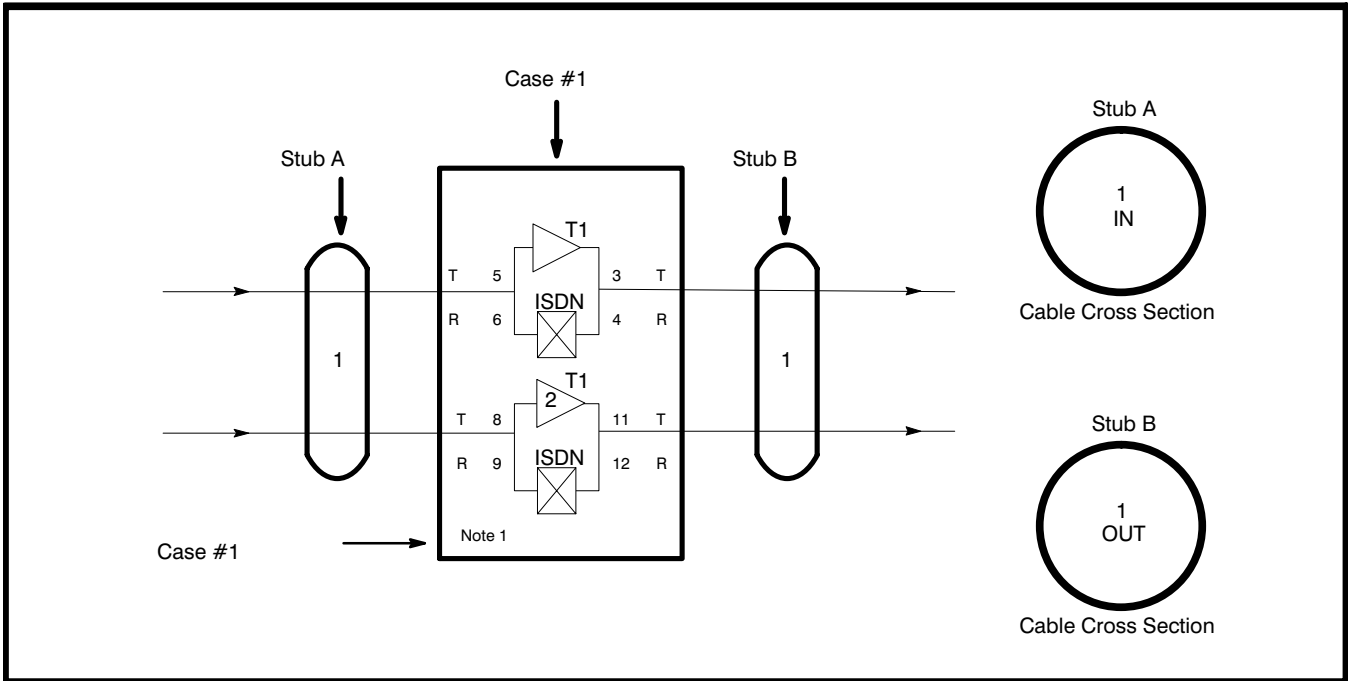 Case #1
Stub A
Stub A
Stub B
1
IN
T1
T 5 3 T
ISDN
R 6 4 R
Cable Cross Section
1
1
T1
2
T 8 11 T
Stub B
ISDN
R 9 12 R
1
OUT
Note 1
Case #1
Cable Cross Section